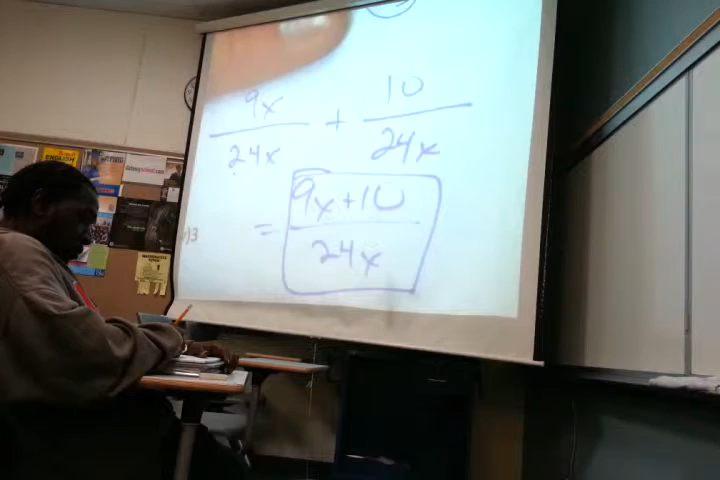 9x + 10
24x 24x
= 9x+10
24x